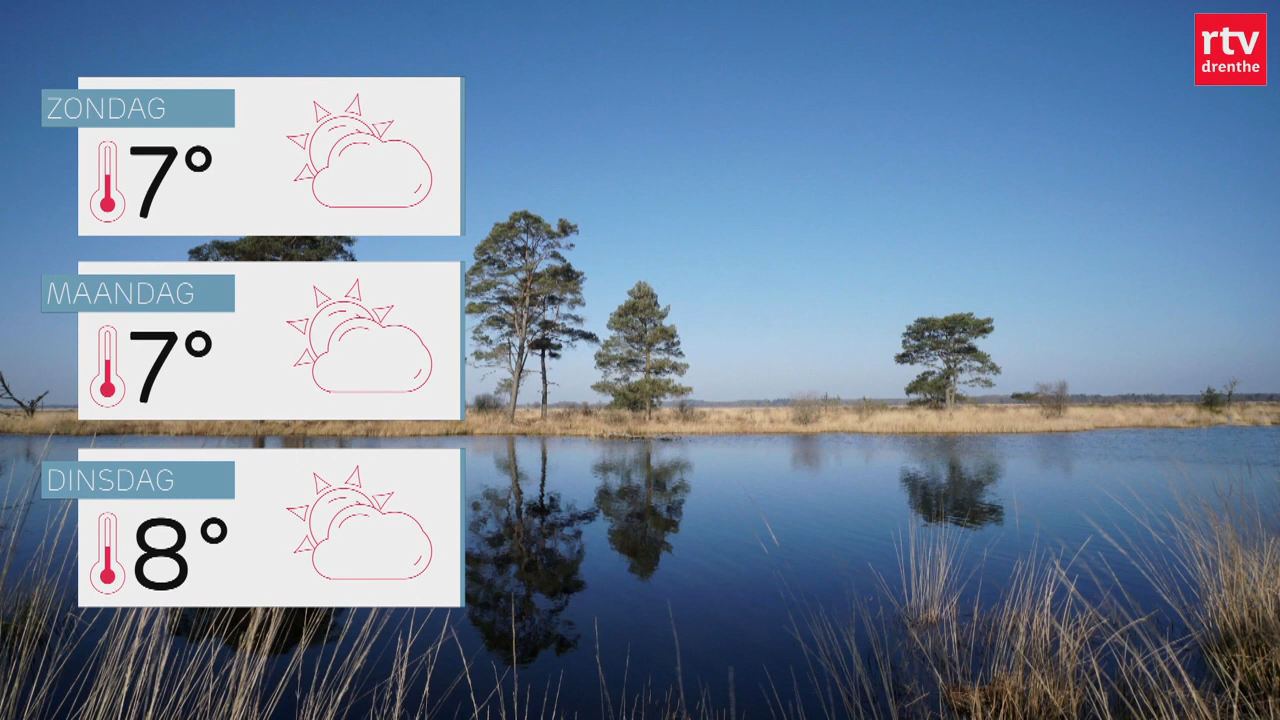 rtv
drenthe
ZONDAG
7°
MAANDAG
7°
DINSDAG
8°